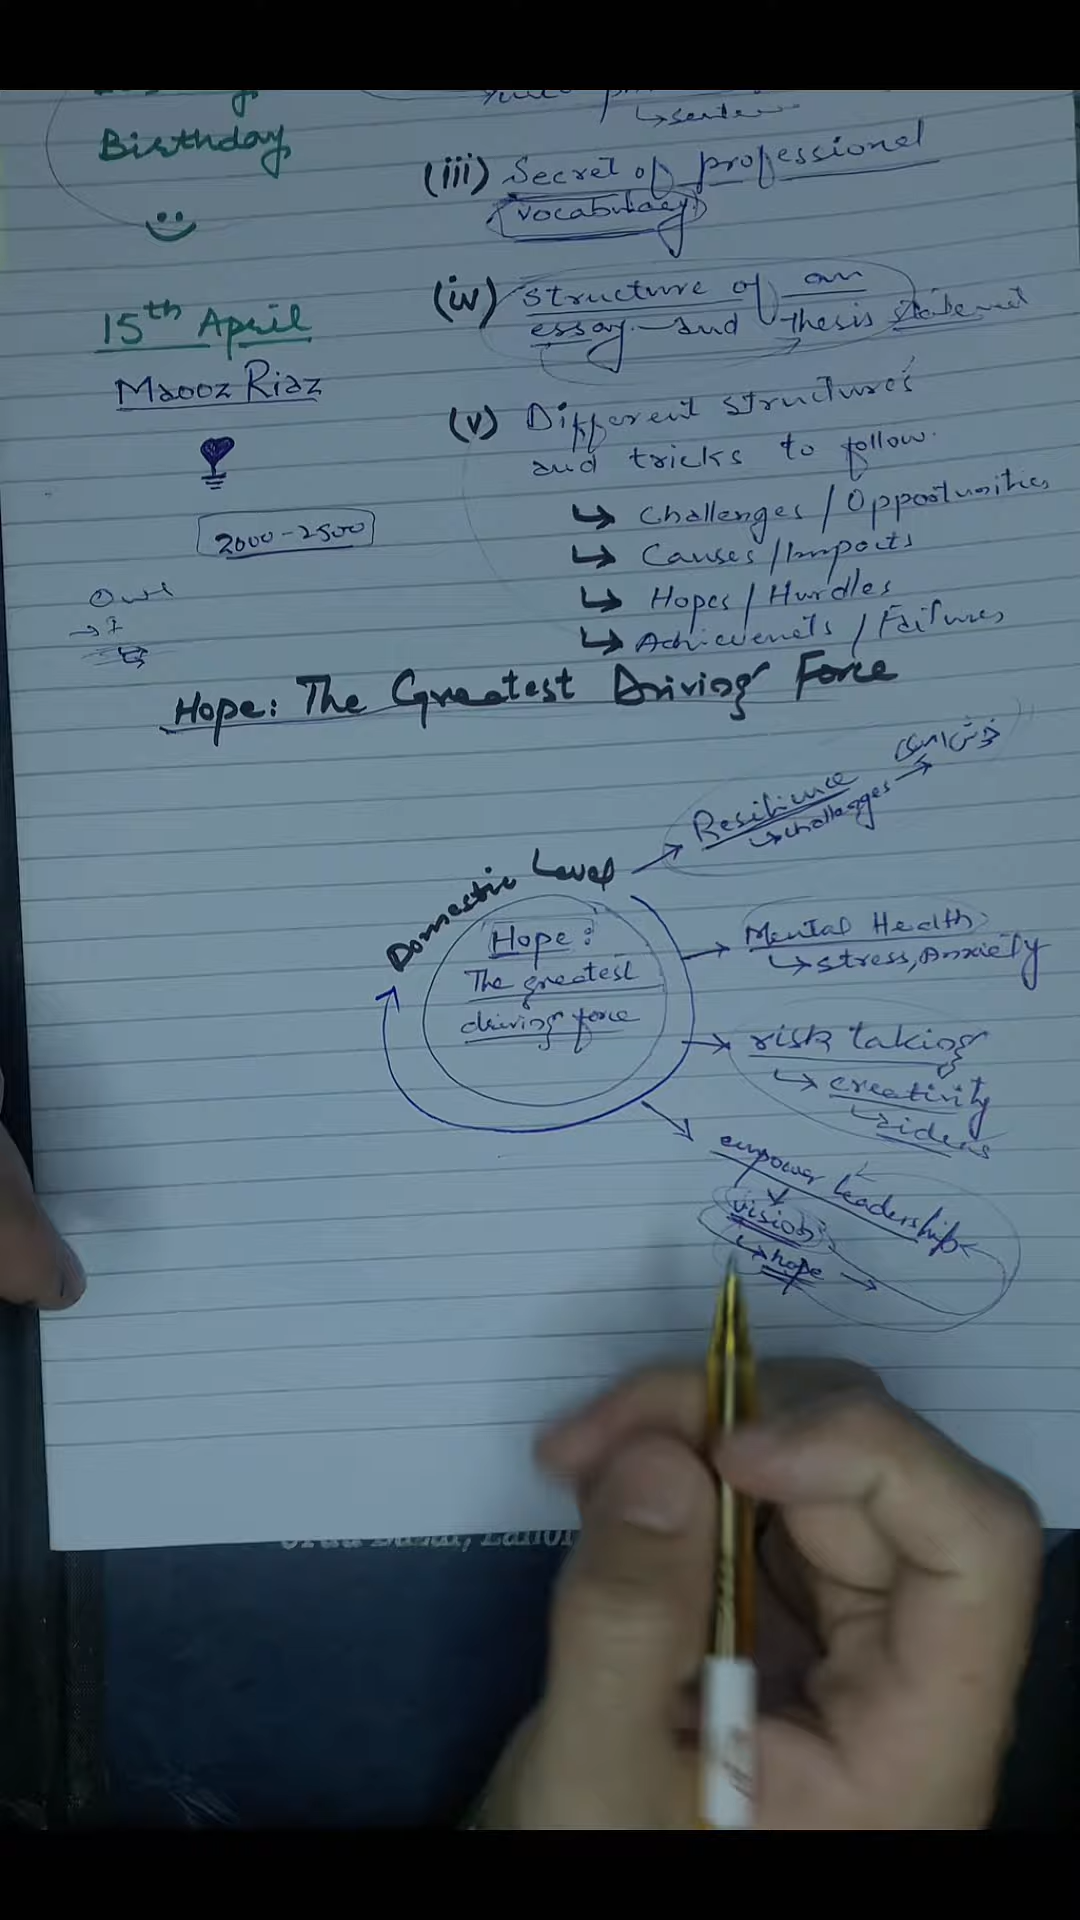 Birthday
15th April
Maooz Riaz
2000-2500
(iii) Secret of professional
vocabulary
(iv) structure of an
essay and thesis statement
(v) Different structures
and tricks to follow.
↳ Challenges / Opportunities
↳ Causes / Impacts
↳ Hopes / Hurdles
↳ Achievements / Failures
Hope: The Greatest Driving Force
Domestic Level
Hope:
The greatest
driving force
→ Resilience
↳ challenges →
→ Mental Health
↳ stress, Anxiety
→ risk taking
↳ creativity
↳ ideas
→ empower leadership
vision
↳ hope →